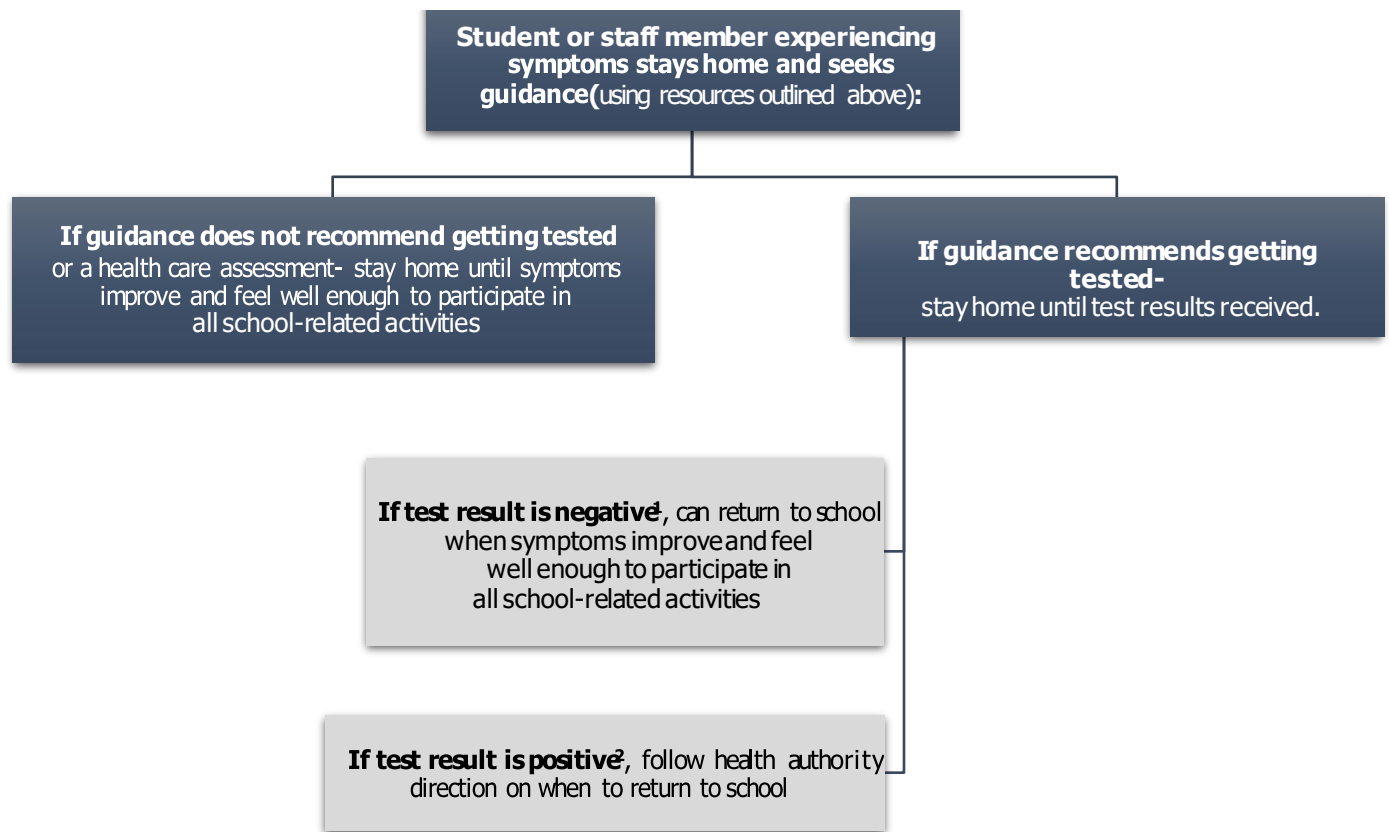 Student or staff member experiencing
symptoms stays home and seeks
guidance(using resources outlined above):
If guidance does not recommend getting tested
or a health care assessment- stay home until symptoms
improve and feel well enough to participate in
all school-related activities
If guidance recommends getting
tested-
stay home until test results received.
If test result is negative¹, can return to school
when symptoms improve and feel
well enough to participate in
all school-related activities
If test result is positive², follow health authority
direction on when to return to school